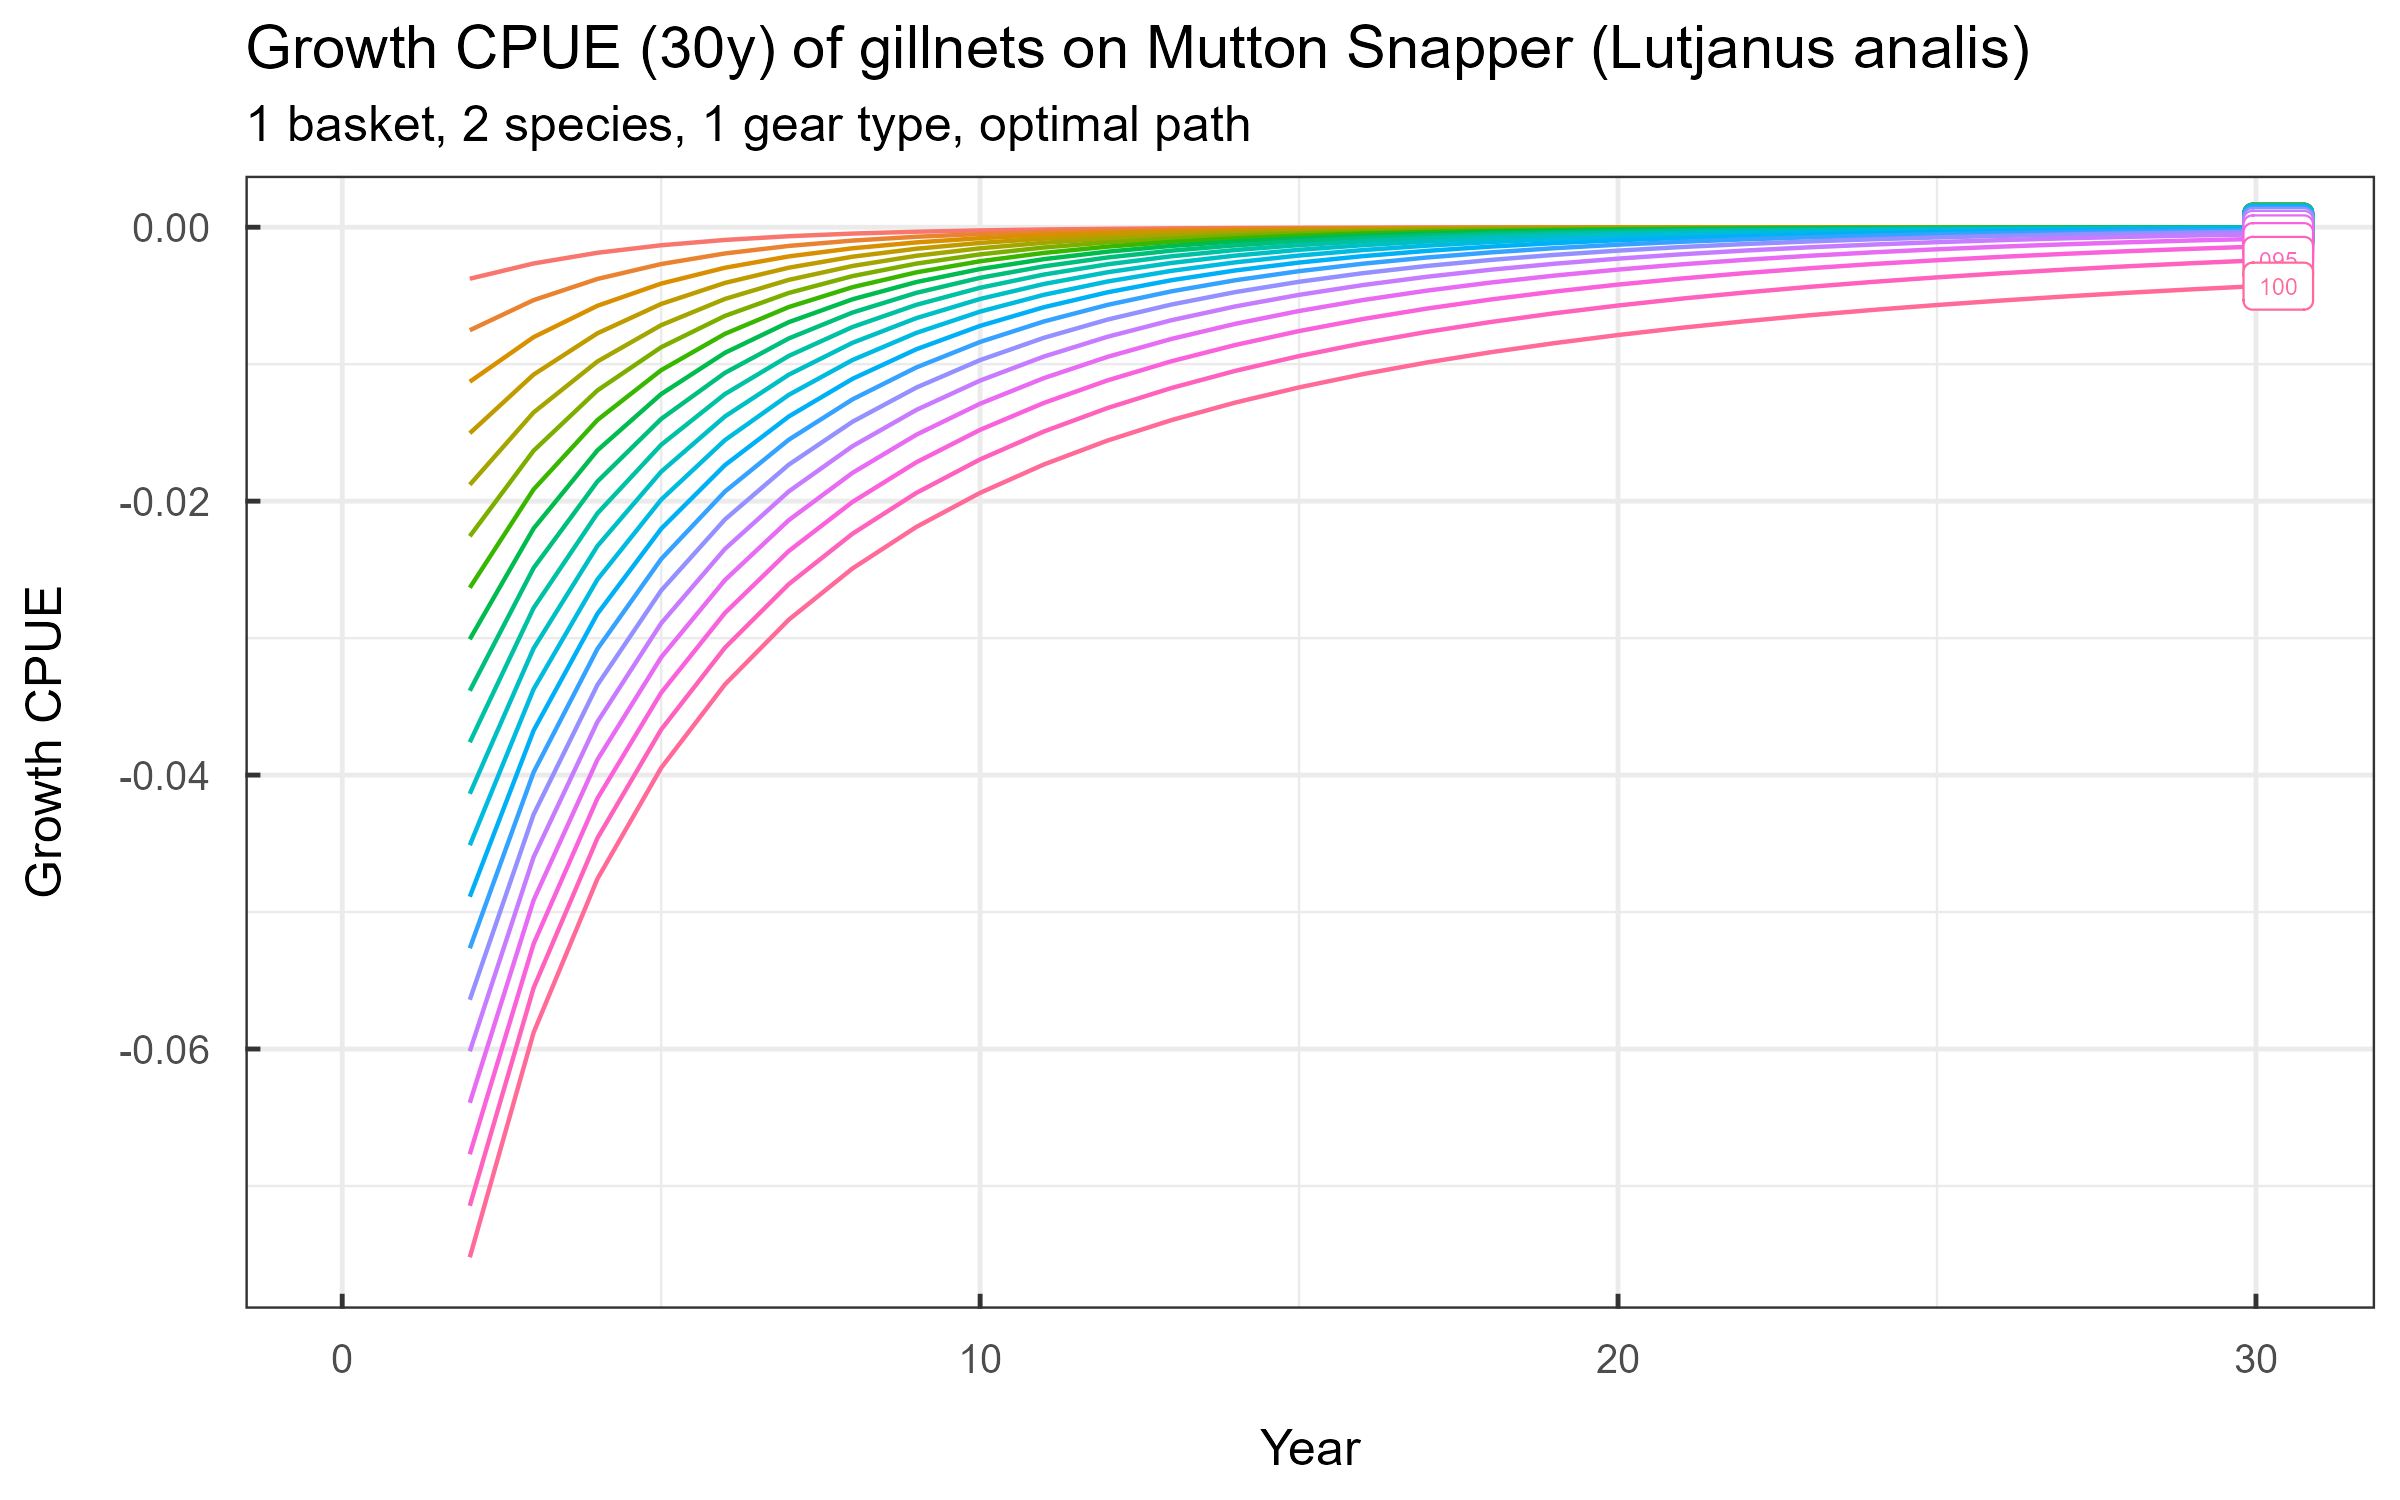 Growth CPUE (30y) of gillnets on Mutton Snapper (Lutjanus analis)
1 basket, 2 species, 1 gear type, optimal path
Growth CPUE
0.00
-0.02
-0.04
-0.06
095
100
0 10 20 30
Year